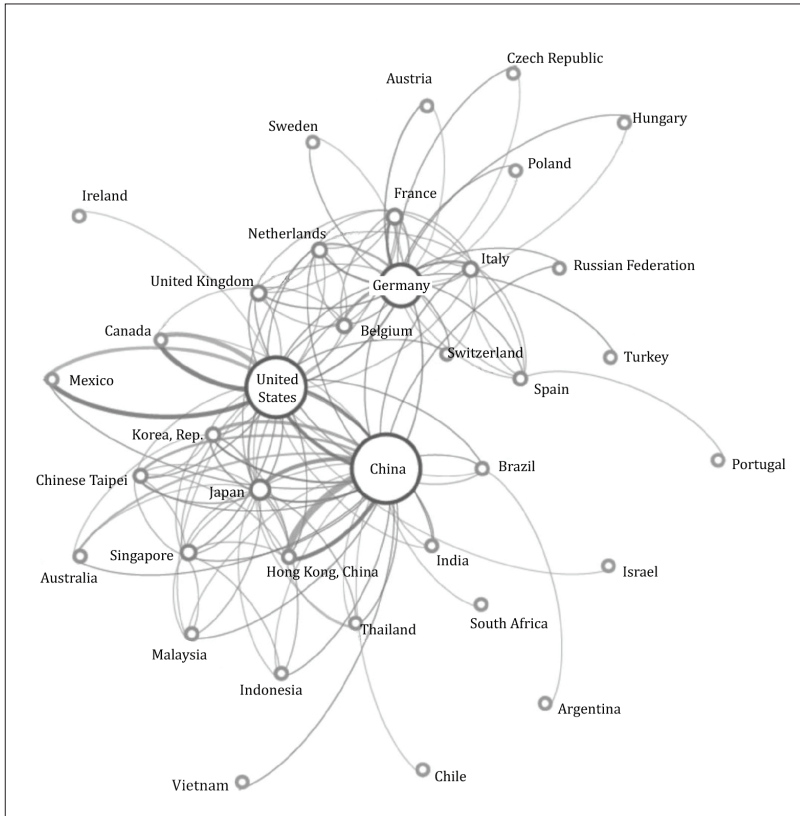 Czech Republic
Austria
Hungary
Sweden
Poland
Ireland
France
Netherlands
Italy
Russian Federation
United Kingdom
Germany
Canada
Belgium
Switzerland
Turkey
Mexico
United
States
Spain
Korea, Rep.
China
Brazil
Portugal
Chinese Taipei
Japan
Singapore
India
Hong Kong, China
Israel
Australia
South Africa
Thailand
Malaysia
Indonesia
Argentina
Vietnam
Chile